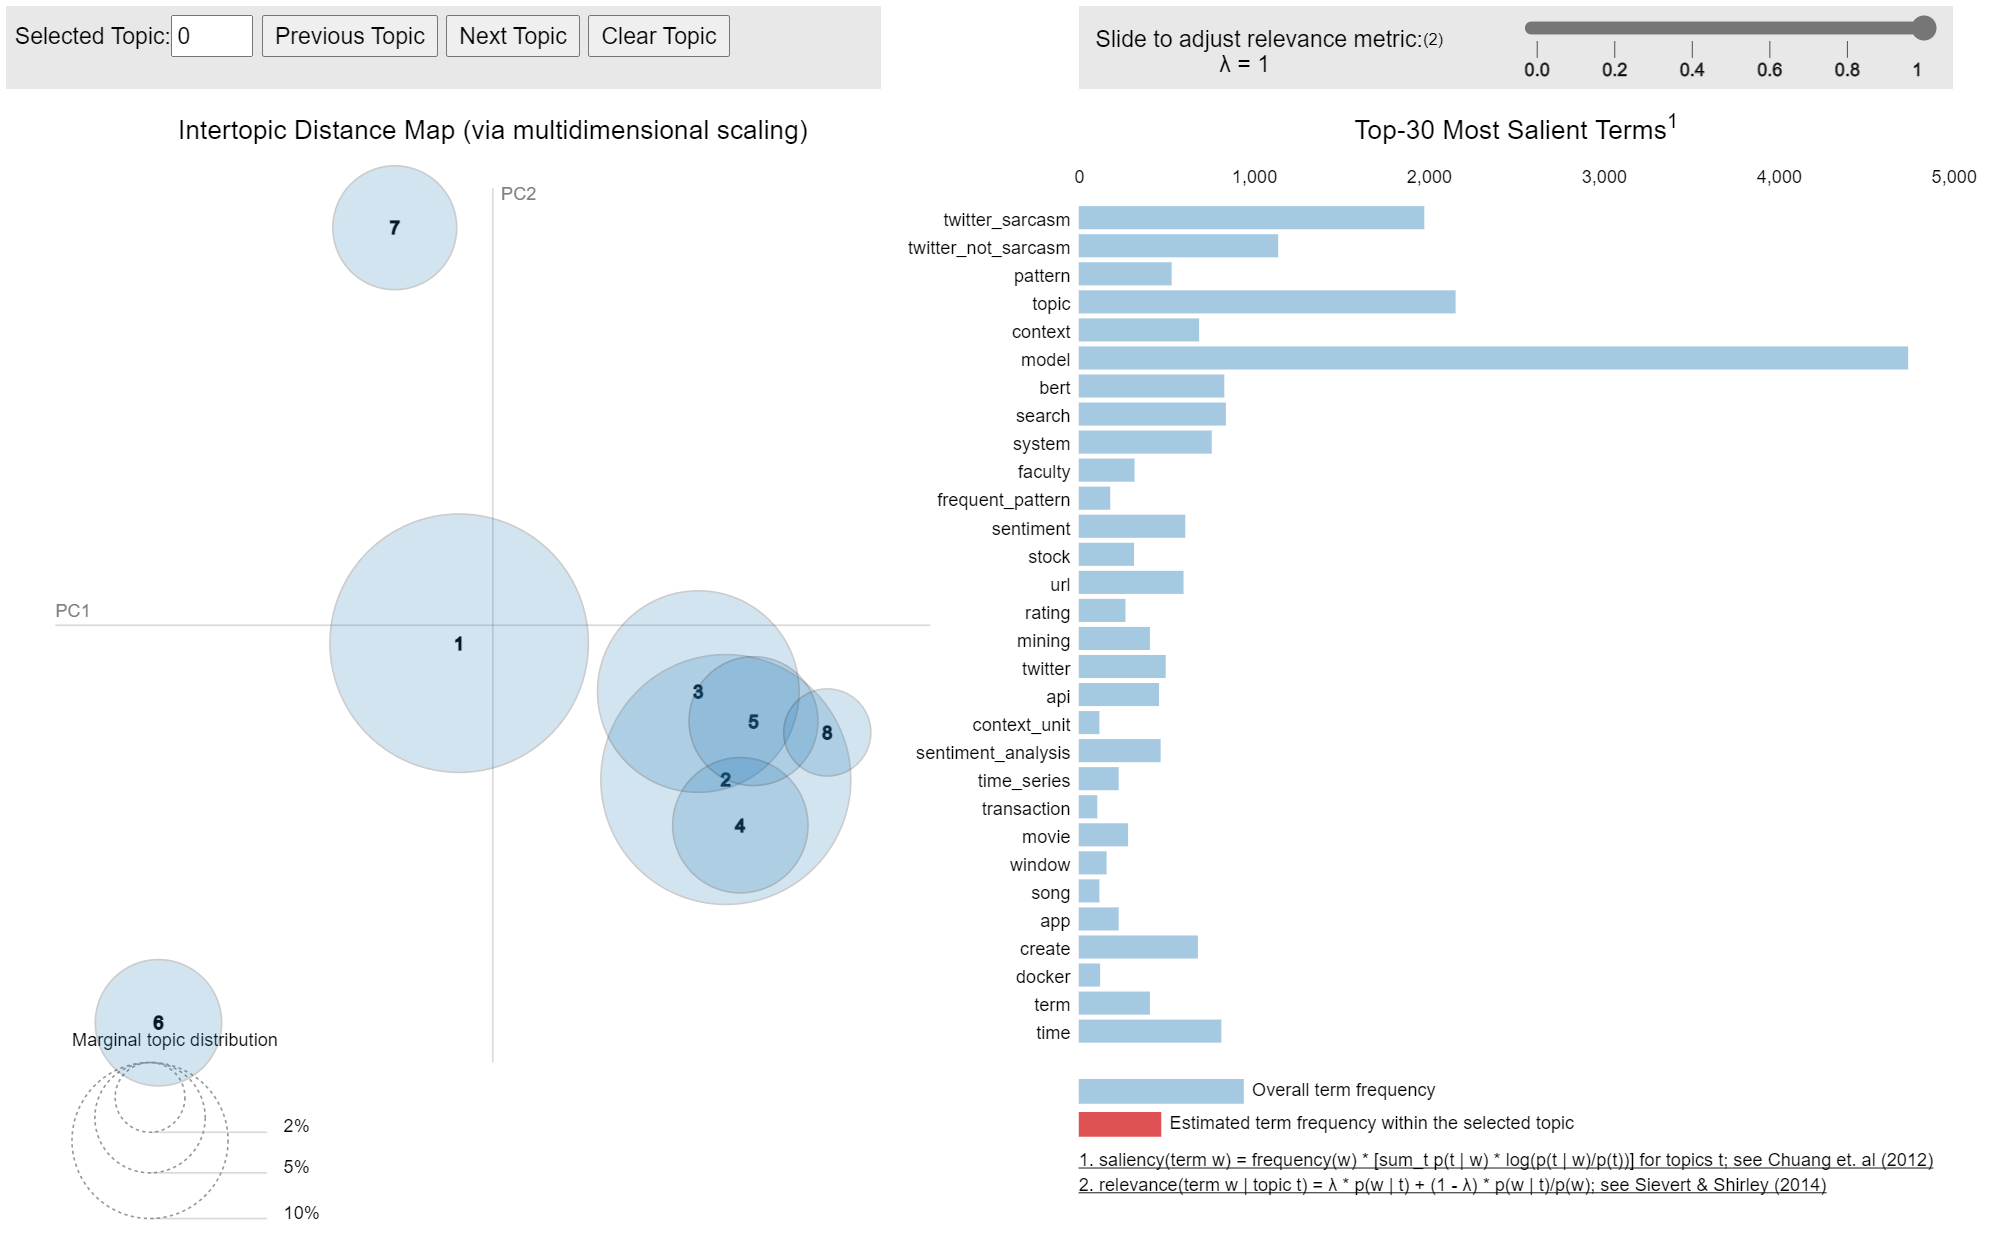 Selected Topic: 0 Previous Topic Next Topic Clear Topic
Slide to adjust relevance metric:(2)
λ = 1
0.0 0.2 0.4 0.6 0.8 1
Intertopic Distance Map (via multidimensional scaling)
PC2
PC1
7
1
3
5
8
2
4
6
Marginal topic distribution
2%
5%
10%
Top-30 Most Salient Terms1
0 1,000 2,000 3,000 4,000 5,000
twitter_sarcasm
twitter_not_sarcasm
pattern
topic
context
model
bert
search
system
faculty
frequent_pattern
sentiment
stock
url
rating
mining
twitter
api
context_unit
sentiment_analysis
time_series
transaction
movie
window
song
app
create
docker
term
time
Overall term frequency
Estimated term frequency within the selected topic
1. saliency(term w) = frequency(w) * [sum_t p(t | w) * log(p(t | w)/p(t))] for topics t; see Chuang et. al (2012)
2. relevance(term w | topic t) = λ * p(w | t) + (1 - λ) * p(w | t)/p(w); see Sievert & Shirley (2014)